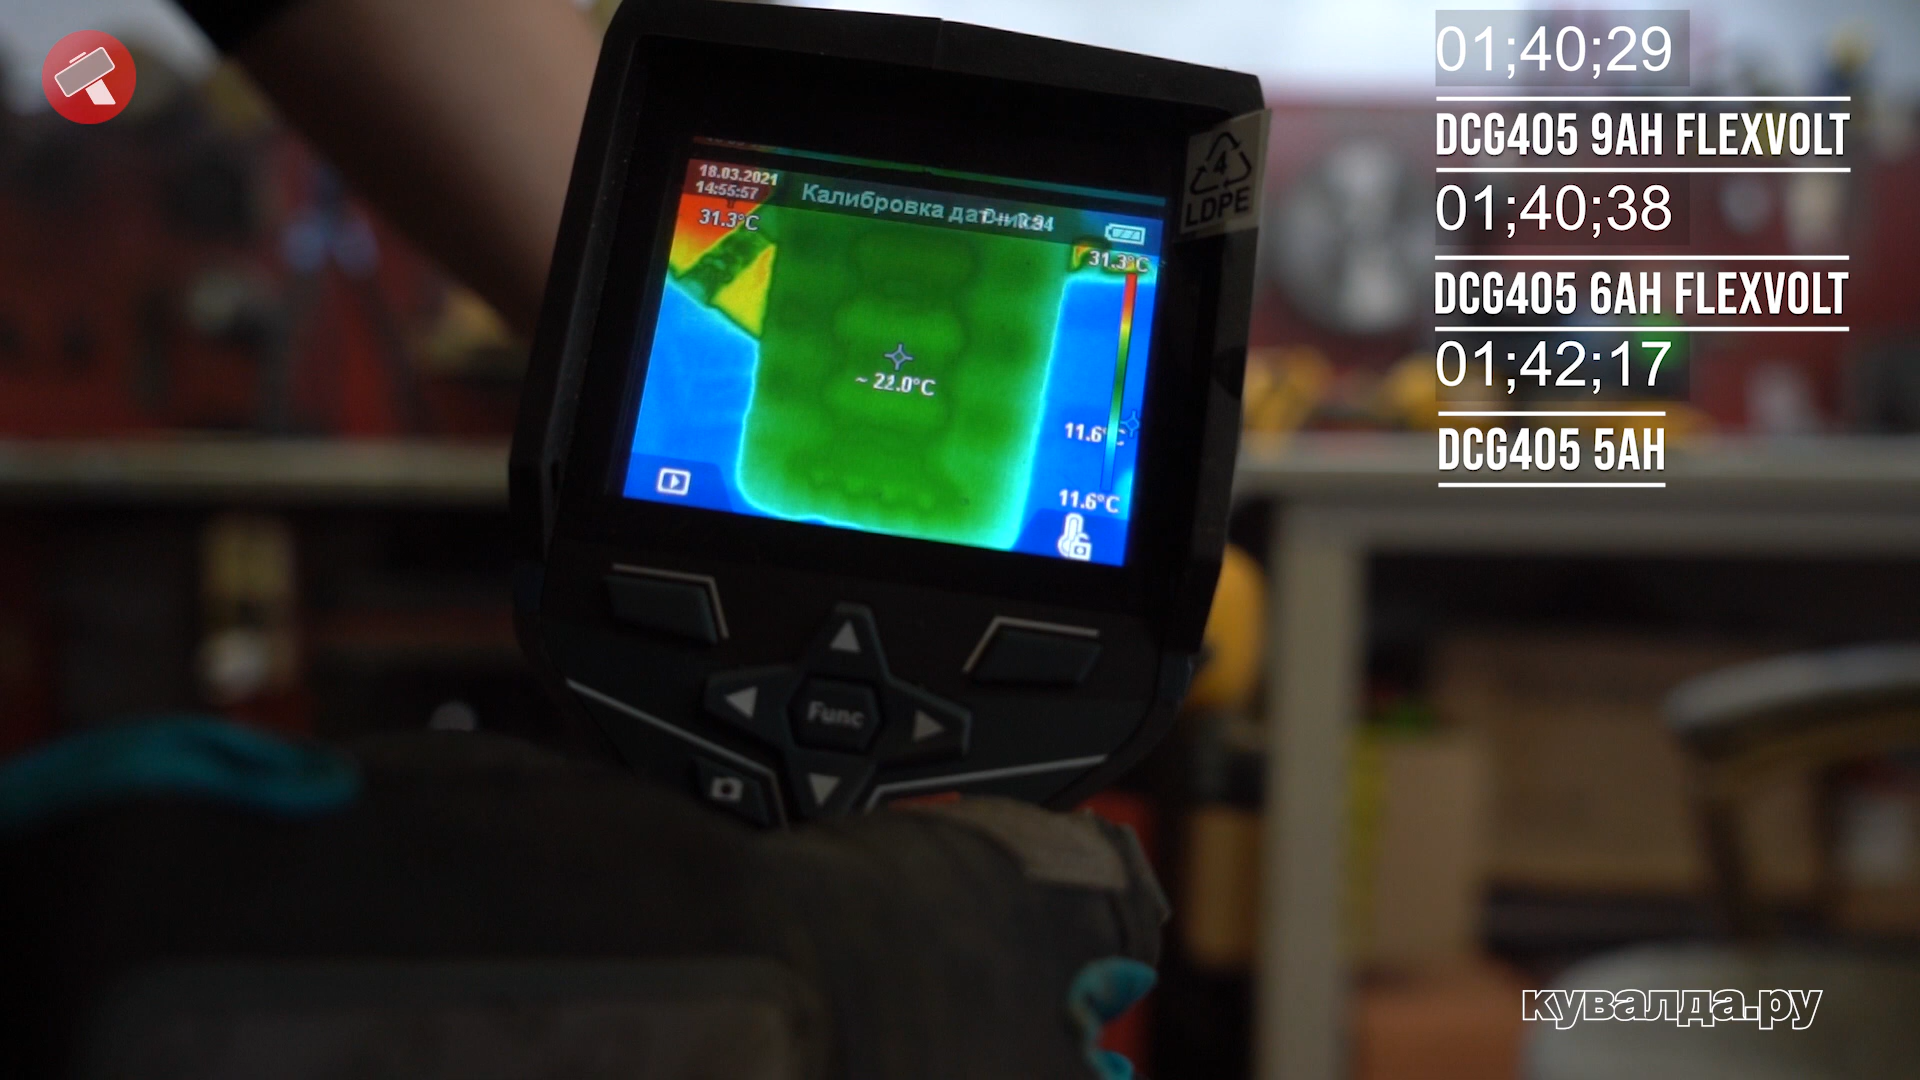 01;40;29
DCG405 9AH FLEXVOLT
01;40;38
DCG405 6AH FLEXVOLT
01;42;17
DCG405 5AH
4
LDPE
18.03.2021
14:55:57
Калибровка датчика
31.3°C
31.3°C
~ 22.0°C
11.6°C
11.6°C
Func
кувалда.ру